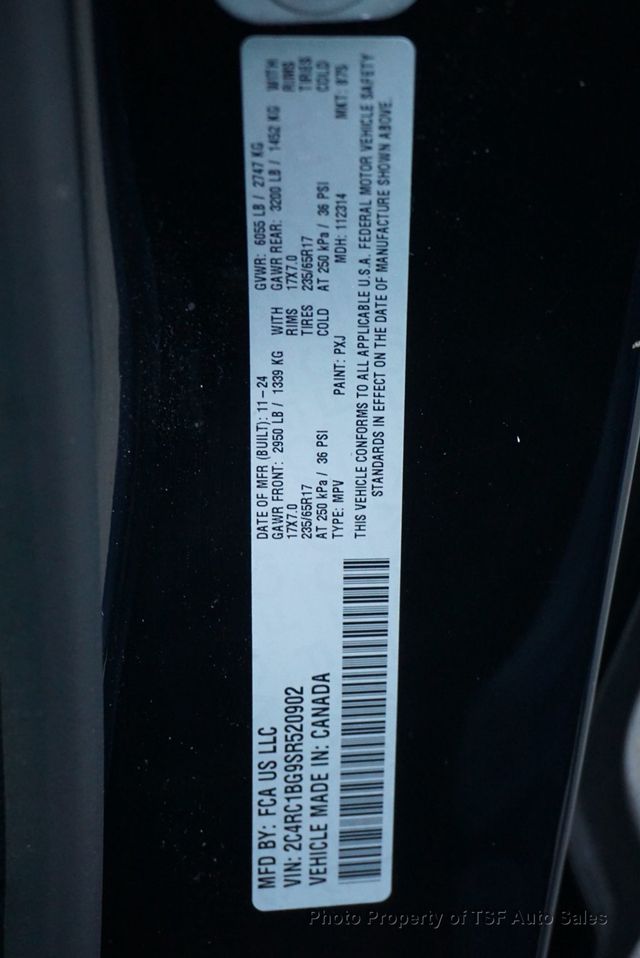 MFD BY: FCA US LLC
VIN: 2C4RC1BG9SR520902
VEHICLE MADE IN: CANADA
DATE OF MFR (BUILT): 11-24 GVWR: 6055 LB / 2747 KG
GAWR FRONT: 2950 LB / 1339 KG WITH GAWR REAR: 3200 LB / 1452 KG WITH
17X7.0 RIMS 17X7.0 RIMS
235/65R17 TIRES 235/65R17 TIRES
AT 250 kPa / 36 PSI COLD AT 250 kPa / 36 PSI COLD
TYPE: MPV PAINT: PXJ MDH: 112314 MKT: 875
THIS VEHICLE CONFORMS TO ALL APPLICABLE U.S.A. FEDERAL MOTOR VEHICLE SAFETY
STANDARDS IN EFFECT ON THE DATE OF MANUFACTURE SHOWN ABOVE.
Photo Property of TSF Auto Sales